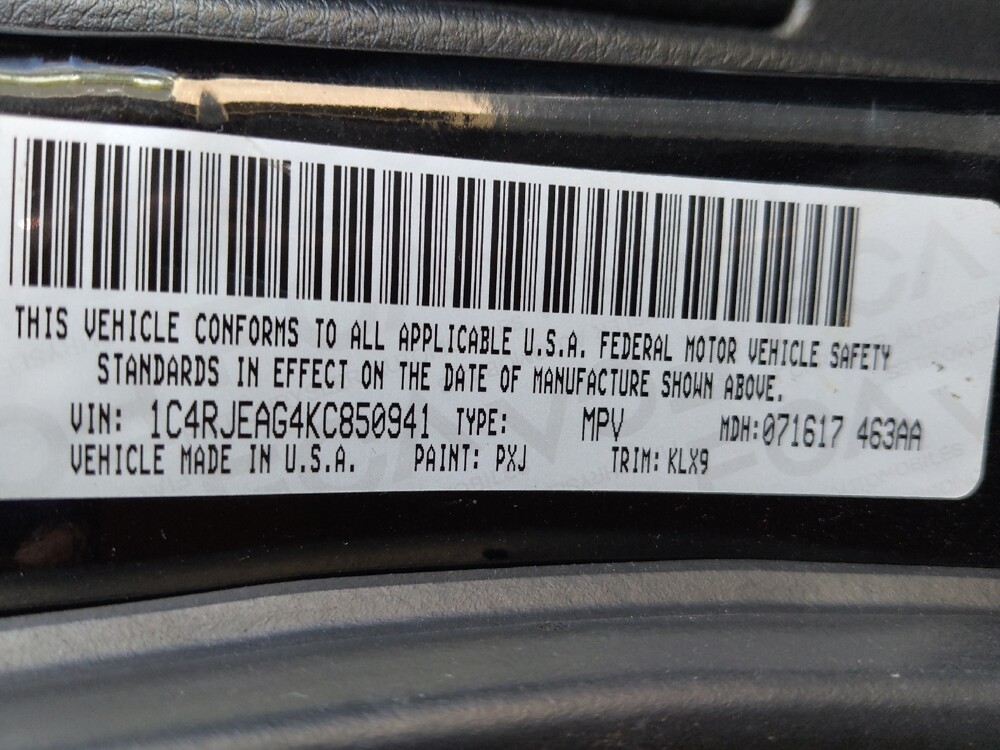 THIS VEHICLE CONFORMS TO ALL APPLICABLE U.S.A. FEDERAL MOTOR VEHICLE SAFETY
STANDARDS IN EFFECT ON THE DATE OF MANUFACTURE SHOWN ABOVE.
VIN: 1C4RJEAG4KC850941 TYPE: MPV MDH:071617 463AA
VEHICLE MADE IN U.S.A. PAINT: PXJ TRIM: KLX9